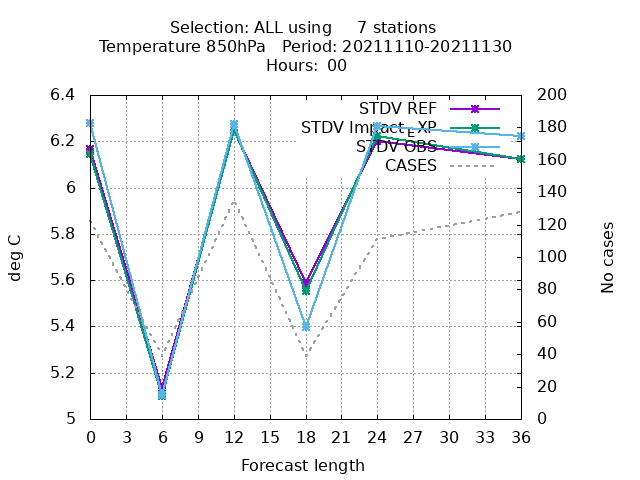 Selection: ALL using     7 stations
Temperature 850hPa   Period: 20211110-20211130
Hours: 00
STDV REF
STDV Impact_EXP
STDV OBS
CASES
6.4
6.2
6
5.8
5.6
5.4
5.2
5
deg C
200
180
160
140
120
100
80
60
40
20
0
No cases
0 3 6 9 12 15 18 21 24 27 30 33 36
Forecast length